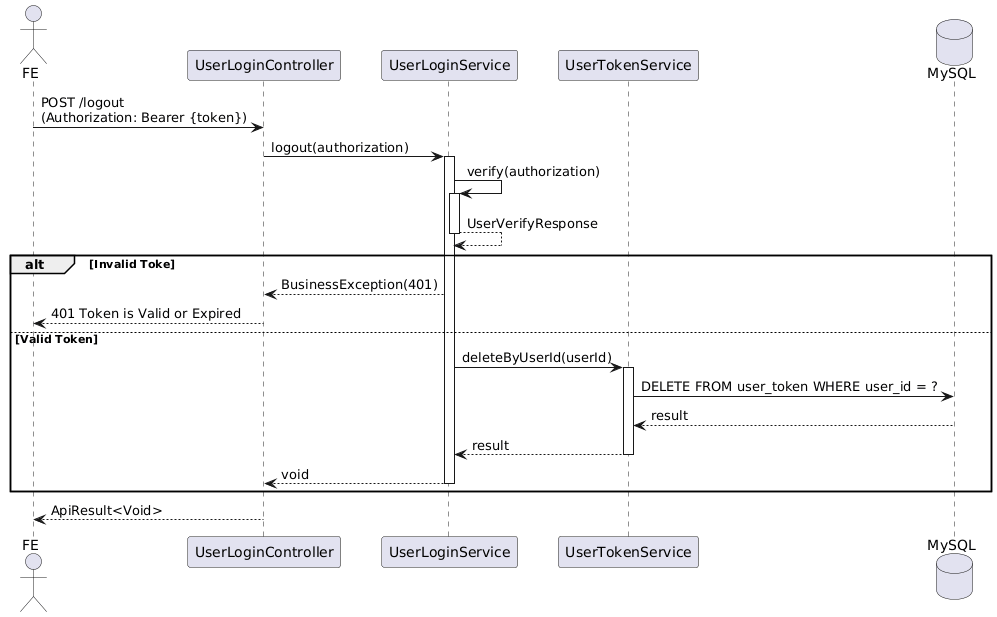 FE
UserLoginController
UserLoginService
UserTokenService
MySQL
POST /logout
(Authorization: Bearer {token})
logout(authorization)
verify(authorization)
UserVerifyResponse
alt
[Invalid Toke]
BusinessException(401)
401 Token is Valid or Expired
[Valid Token]
deleteByUserId(userId)
DELETE FROM user_token WHERE user_id = ?
result
result
void
ApiResult<Void>
FE
UserLoginController
UserLoginService
UserTokenService
MySQL